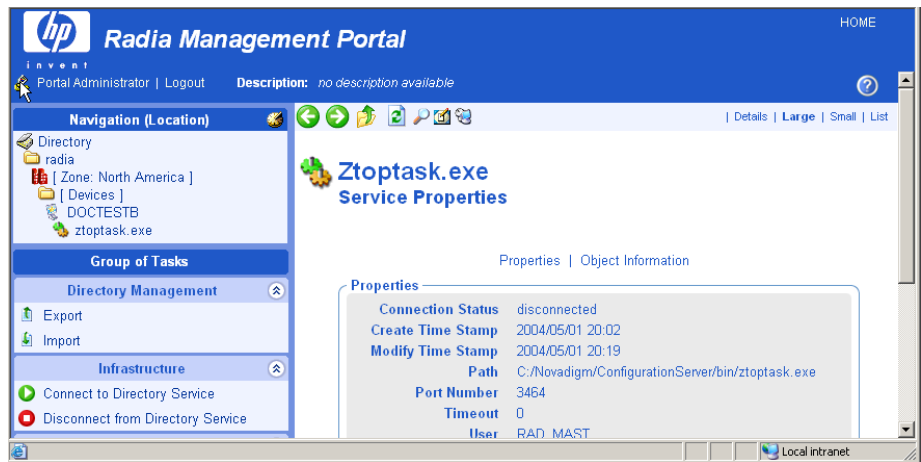 HOME
hp
Radia Management Portal
invent
Portal Administrator | Logout Description: no description available
Navigation (Location)
| Details | Large | Small | List
Directory
radia
[ Zone: North America ]
[ Devices ]
DOCTESTB
ztoptask.exe
Ztoptask.exe
Service Properties
Group of Tasks
Properties | Object Information
Directory Management
Export
Import
Infrastructure
Connect to Directory Service
Disconnect from Directory Service
Properties
Connection Status disconnected
Create Time Stamp 2004/05/01 20:02
Modify Time Stamp 2004/05/01 20:19
Path C:/Novadigm/ConfigurationServer/bin/ztoptask.exe
Port Number 3464
Timeout 0
User RAD_MAST
Local intranet